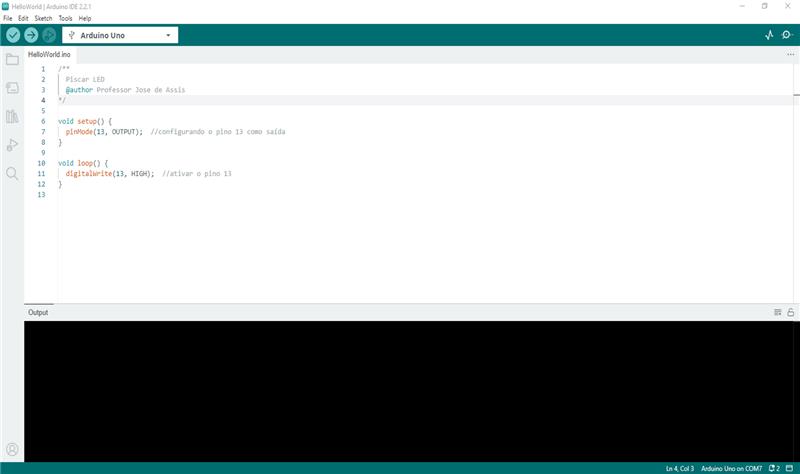 HelloWorld | Arduino IDE 2.2.1
File Edit Sketch Tools Help
Arduino Uno
HelloWorld.ino
1 /**
2 Piscar LED
3 @author Professor Jose de Assis
4 */
5
6 void setup() {
7 pinMode(13, OUTPUT); //configurando o pino 13 como saída
8 }
9
10 void loop() {
11 digitalWrite(13, HIGH); //ativar o pino 13
12 }
13
Output
Ln 4, Col 3 Arduino Uno on COM7 2